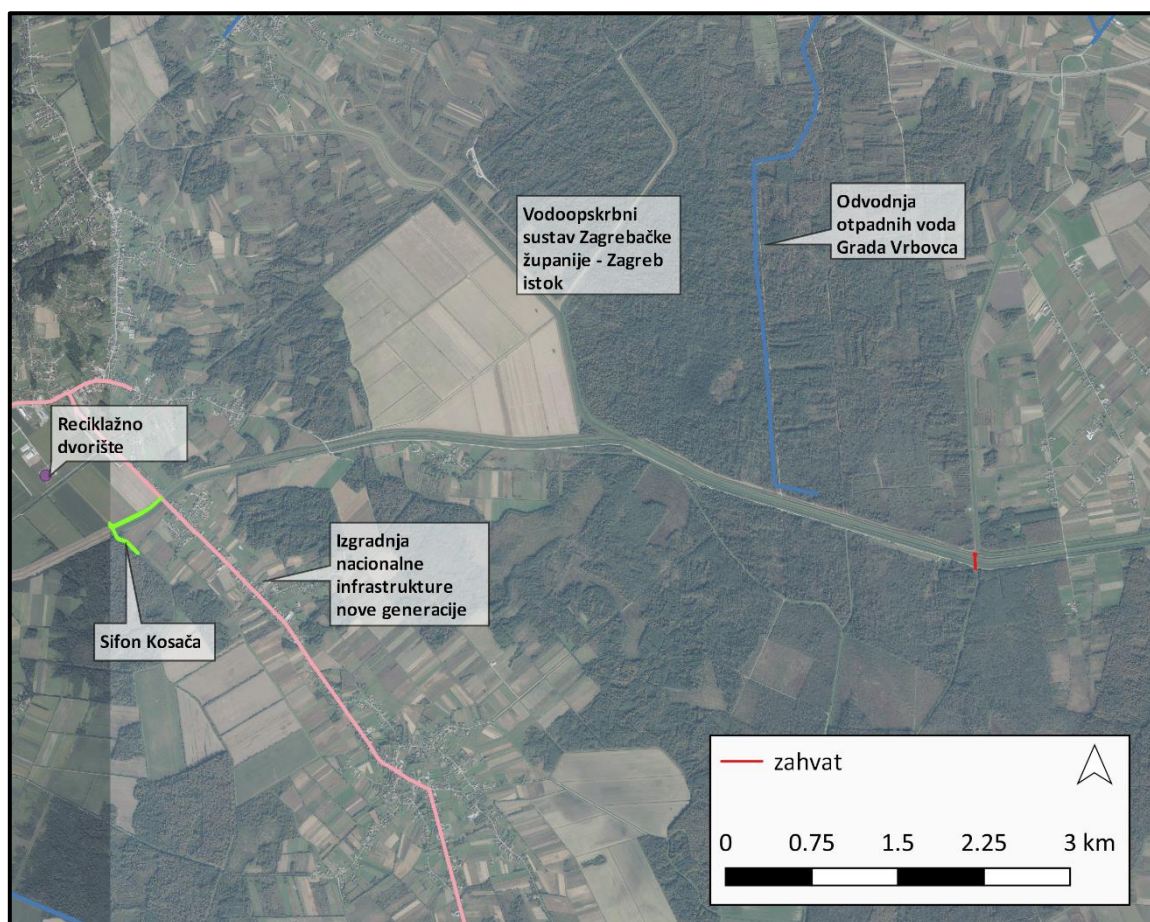 Vodoopskrbni
sustav Zagrebačke
županije - Zagreb
istok
Odvodnja
otpadnih voda
Grada Vrbovca
Reciklažno
dvorište
Izgradnja
nacionalne
infrastrukture
nove generacije
Sifon Kosača
zahvat
0 0.75 1.5 2.25 3 km